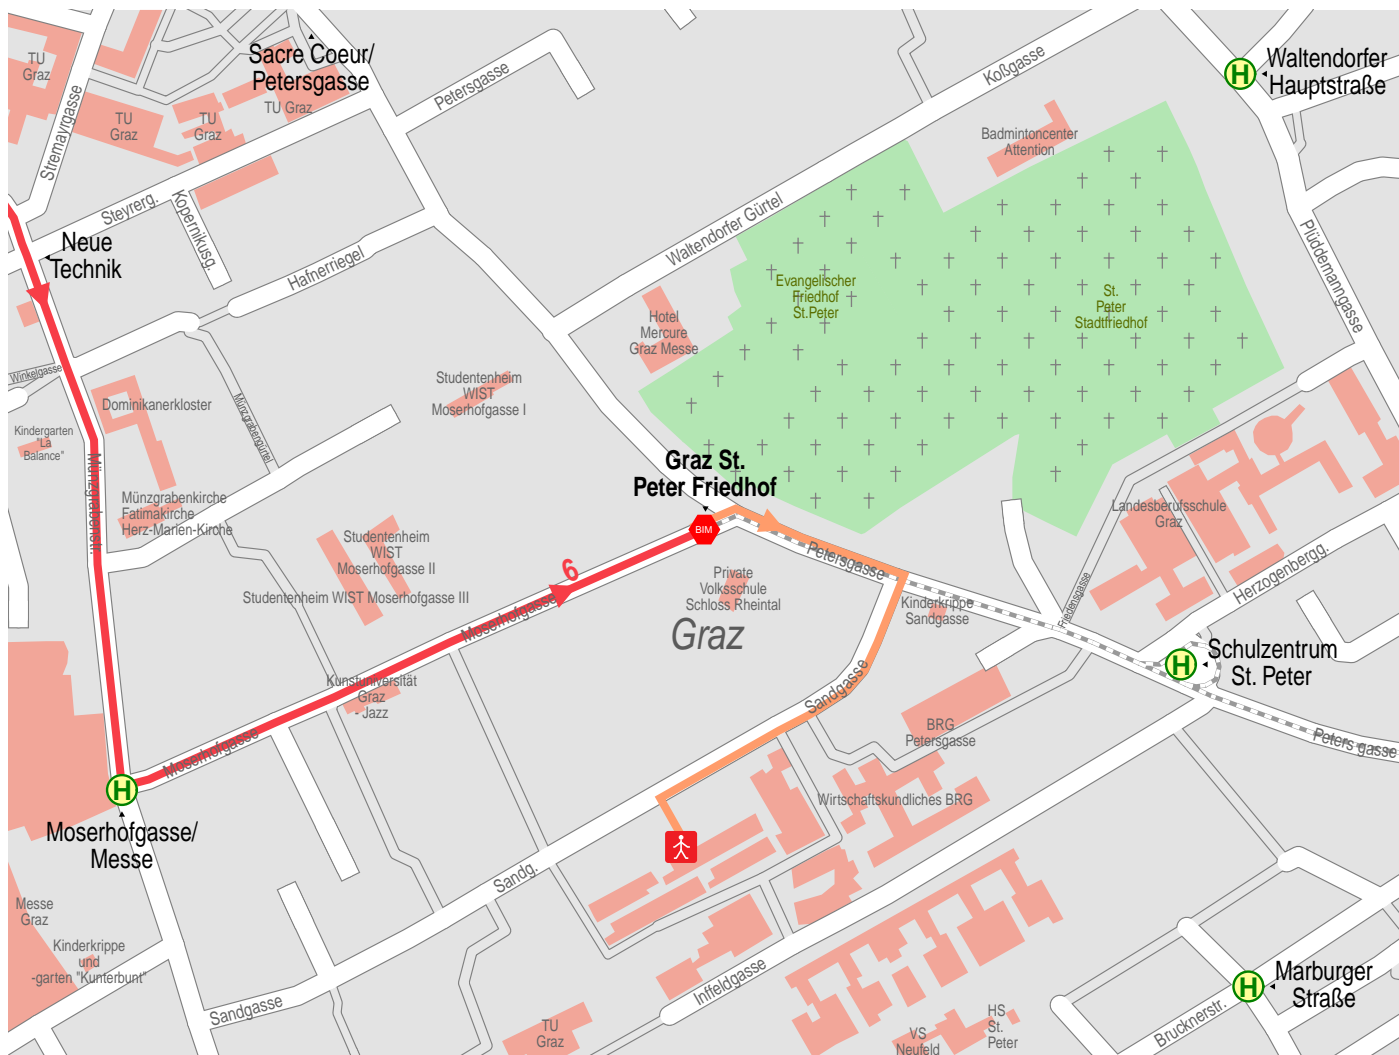 TU
Graz
Sacre Coeur/
Petersgasse
TU Graz
TU
Graz
TU
Graz
Stremayrgasse
Petersgasse
Koßgasse
Waltendorfer
Hauptstraße
H
Badmintoncenter
Attention
Steyrerg.
Kopernikusg.
Neue
Technik
Hafnerriegel
Waltendorfer Gürtel
Plüddemanngasse
Evangelischer
Friedhof
St.Peter
St.
Peter
Stadtfriedhof
Hotel
Mercure
Graz Messe
Winkelgasse
Dominikanerkloster
Münzgrabengürtel
Studentenheim
WIST
Moserhofgasse I
Kindergarten
"La
Balance"
Münzgrabenstr.
Münzgrabenkirche
Fatimakirche
Herz-Marien-Kirche
Graz St.
Peter Friedhof
BIM
Landesberufsschule
Graz
Studentenheim
WIST
Moserhofgasse II
Studentenheim WIST Moserhofgasse III
6
Moserhofgasse
Private
Volksschule
Schloss Rheintal
Graz
Petersgasse
Kinderkrippe
Sandgasse
Friedensgasse
Herzogenbergg.
H
Schulzentrum
St. Peter
Kunstuniversität
Graz
- Jazz
Sandgasse
BRG
Petersgasse
Petersgasse
Moserhofgasse
H
Moserhofgasse/
Messe
Wirtschaftskundliches BRG
Sandg.
Messe
Graz
Kinderkrippe
und
-garten "Kunterbunt"
Sandgasse
Inffeldgasse
TU
Graz
VS
Neufeld
HS
St.
Peter
Brucknerstr.
H
Marburger
Straße